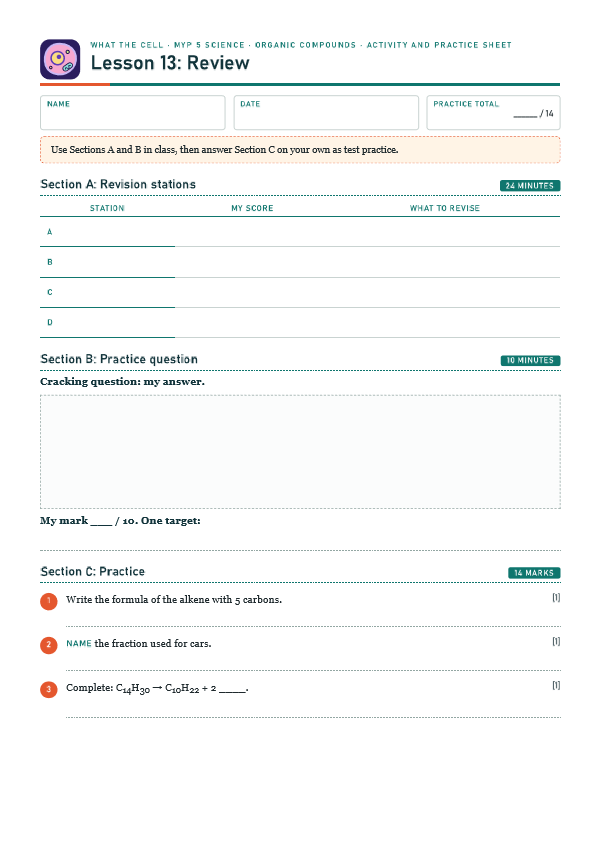 WHAT THE CELL · MYP 5 SCIENCE · ORGANIC COMPOUNDS · ACTIVITY AND PRACTICE SHEET
Lesson 13: Review
NAME
DATE
PRACTICE TOTAL
_____ / 14
Use Sections A and B in class, then answer Section C on your own as test practice.
Section A: Revision stations
24 MINUTES
STATION MY SCORE WHAT TO REVISE
A
B
C
D
Section B: Practice question
10 MINUTES
Cracking question: my answer.
My mark ____ / 10. One target:
Section C: Practice
14 MARKS
1 Write the formula of the alkene with 5 carbons. [1]
2 NAME the fraction used for cars. [1]
3 Complete: C₁₄H₃₀ → C₁₀H₂₂ + 2 _____. [1]